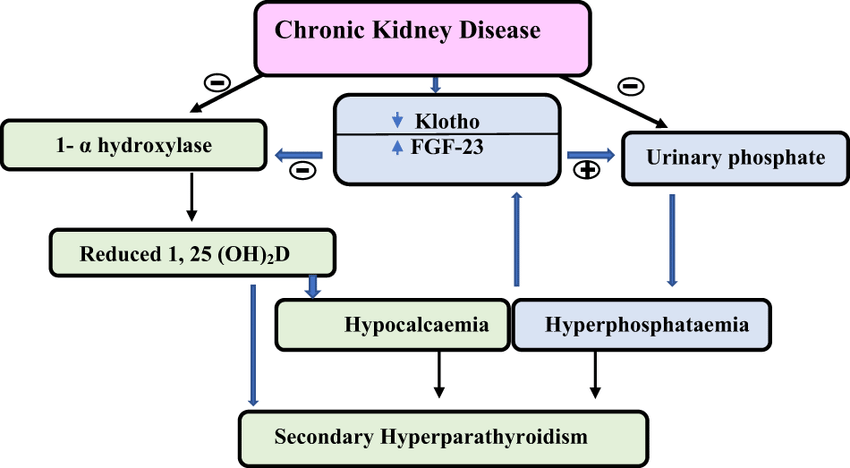 Chronic Kidney Disease
−
−
Klotho
FGF-23
1- α hydroxylase
−
+
Urinary phosphate
Reduced 1, 25 (OH)₂D
Hypocalcaemia
Hyperphosphataemia
Secondary Hyperparathyroidism